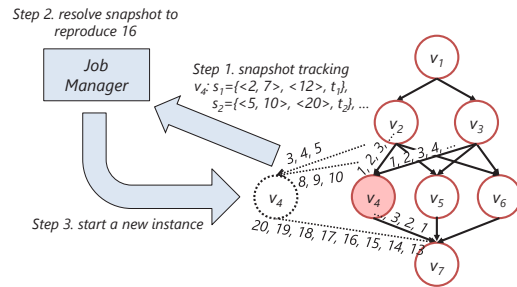 Step 2. resolve snapshot to
reproduce 16
Job
Manager
Step 1. snapshot tracking
v4: s1={<2, 7>, <12>, t1},
s2={<5, 10>, <20>, t2}, ...
v1
v2
v3
3, 4, 5
8, 9, 10
1, 2, 3, ...
1, 2, 3, 4, ...
v4
v4
v5
v6
Step 3. start a new instance
..., 3, 2, 1
20, 19, 18, 17, 16, 15, 14, 13
v7